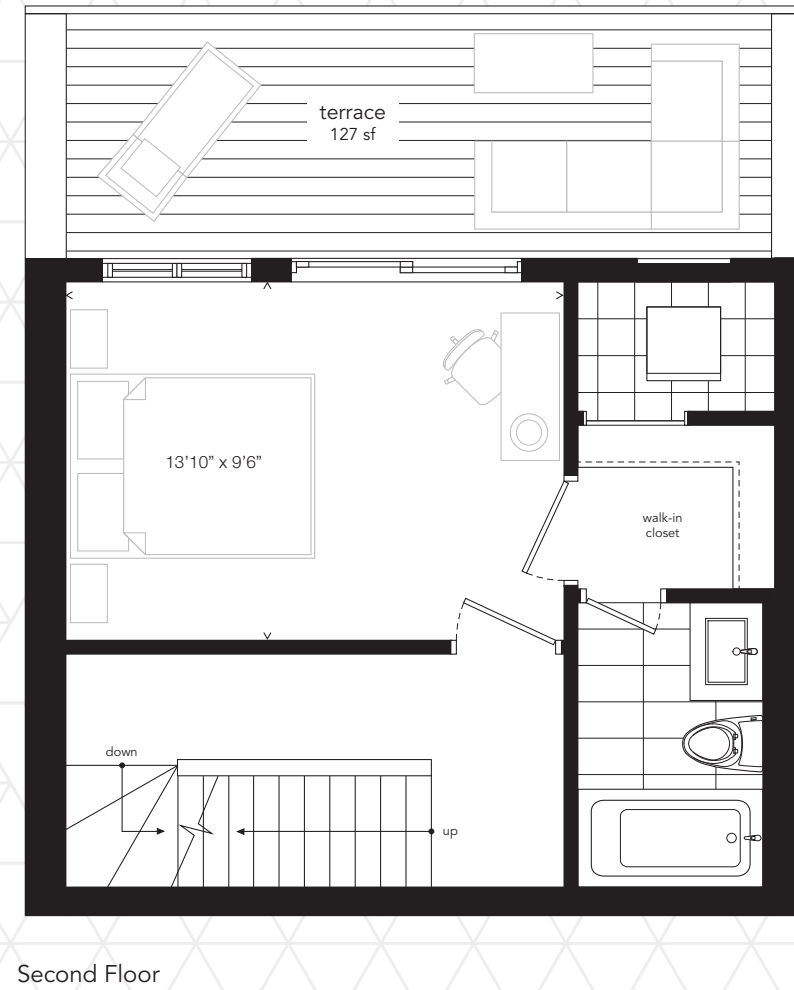 terrace
127 sf
13’10” x 9’6”
walk-in
closet
down
up
Second Floor